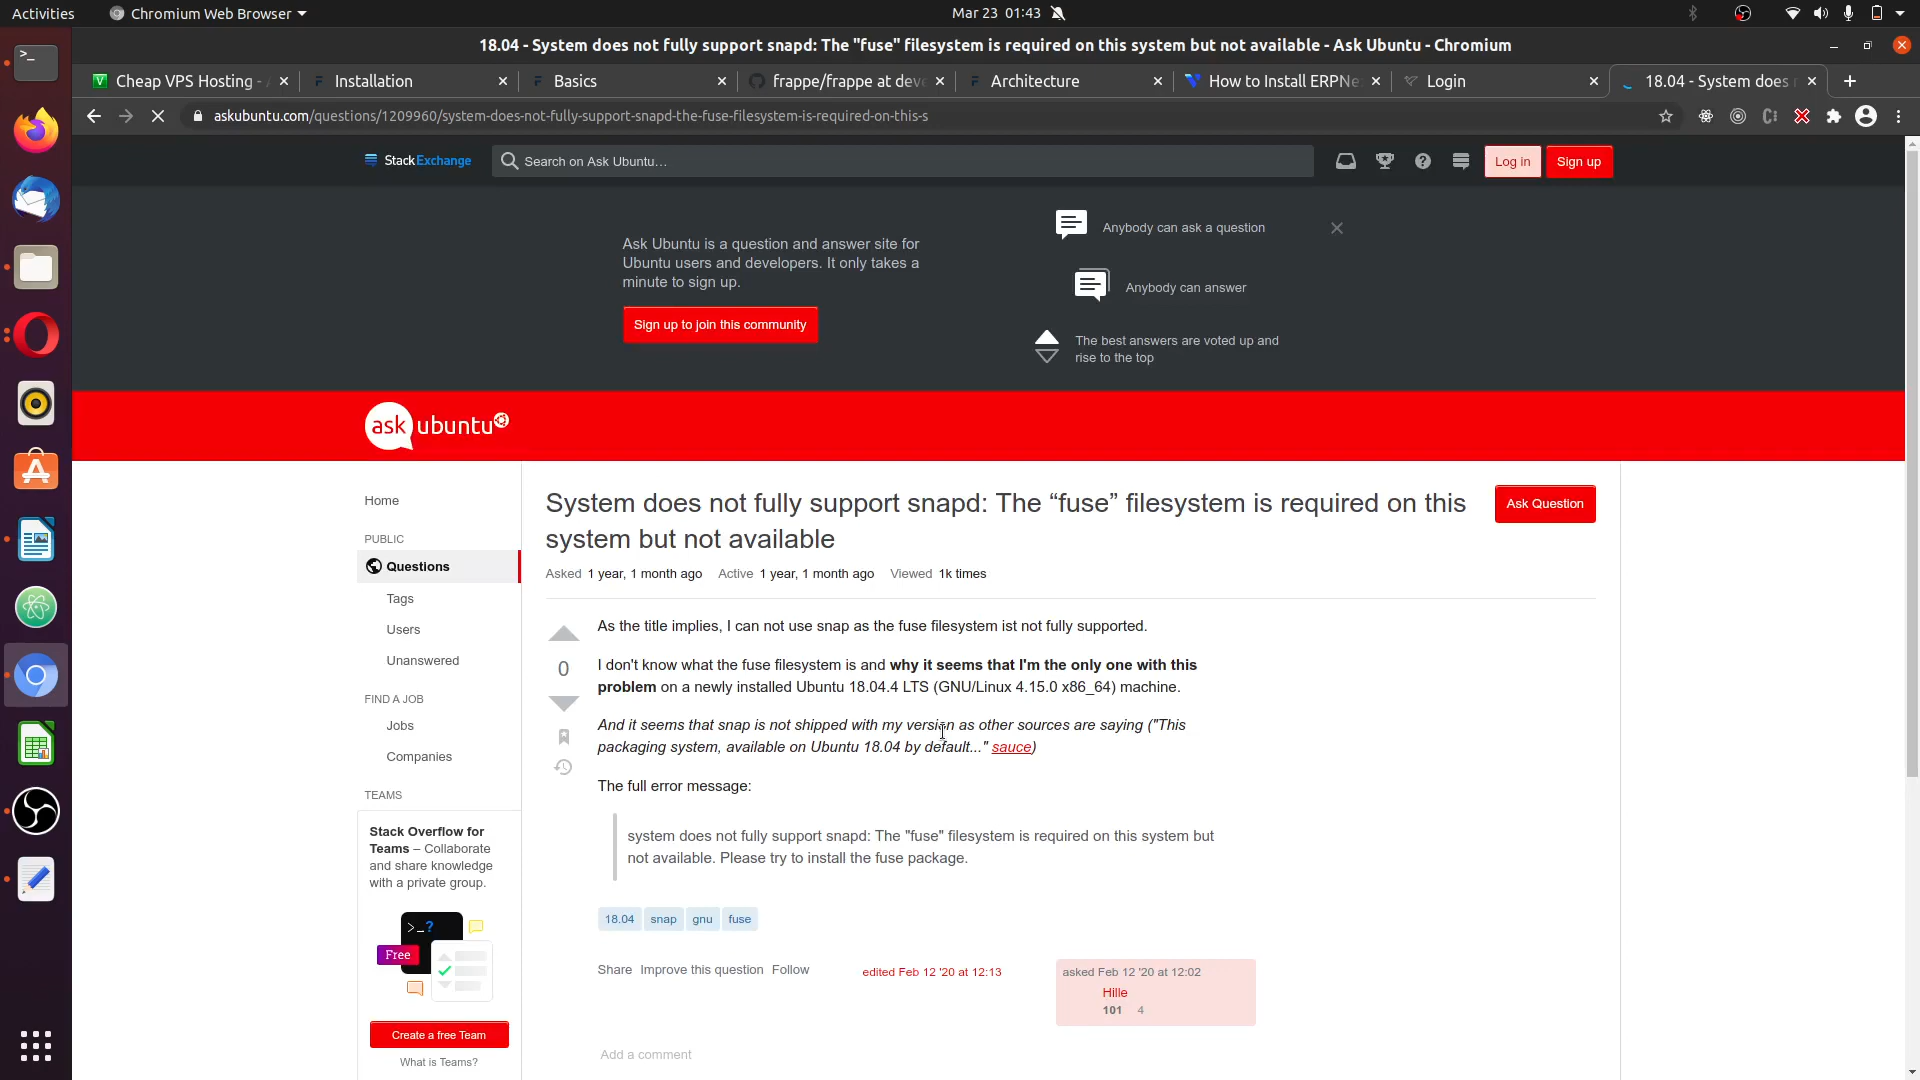 Activities
Chromium Web Browser
Mar 23 01:43
18.04 - System does not fully support snapd: The "fuse" filesystem is required on this system but not available - Ask Ubuntu - Chromium
Cheap VPS Hosting -
Installation
Basics
frappe/frappe at deve
Architecture
How to Install ERPNe
Login
18.04 - System does
askubuntu.com/questions/1209960/system-does-not-fully-support-snapd-the-fuse-filesystem-is-required-on-this-s
StackExchange
Search on Ask Ubuntu…
Log in
Sign up
Ask Ubuntu is a question and answer site for
Ubuntu users and developers. It only takes a
minute to sign up.
Sign up to join this community
Anybody can ask a question
Anybody can answer
The best answers are voted up and
rise to the top
ask ubuntu
Home
PUBLIC
Questions
Tags
Users
Unanswered
FIND A JOB
Jobs
Companies
TEAMS
Stack Overflow for
Teams – Collaborate
and share knowledge
with a private group.
>_?
Free
Create a free Team
What is Teams?
System does not fully support snapd: The “fuse” filesystem is required on this
system but not available
Ask Question
Asked 1 year, 1 month ago Active 1 year, 1 month ago Viewed 1k times
0
As the title implies, I can not use snap as the fuse filesystem ist not fully supported.
I don't know what the fuse filesystem is and why it seems that I'm the only one with this
problem on a newly installed Ubuntu 18.04.4 LTS (GNU/Linux 4.15.0 x86_64) machine.
And it seems that snap is not shipped with my version as other sources are saying ("This
packaging system, available on Ubuntu 18.04 by default..." sauce)
The full error message:
system does not fully support snapd: The "fuse" filesystem is required on this system but
not available. Please try to install the fuse package.
18.04 snap gnu fuse
Share Improve this question Follow
edited Feb 12 '20 at 12:13
asked Feb 12 '20 at 12:02
Hille
101 4
Add a comment